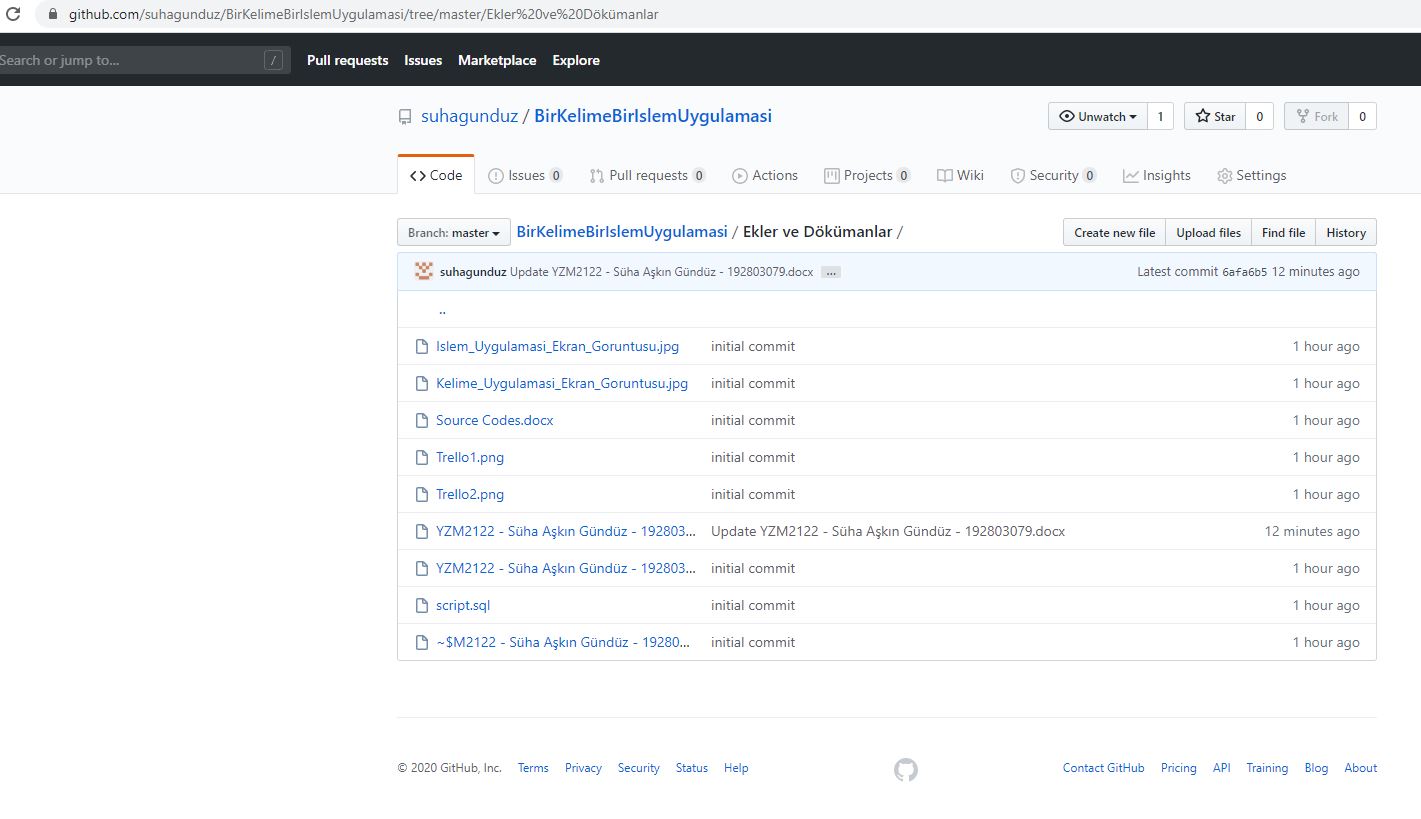 github.com/suhagunduz/BirKelimeBirIslemUygulamasi/tree/master/Ekler%20ve%20Dökümanlar
Search or jump to... / Pull requests Issues Marketplace Explore
suhagunduz / BirKelimeBirIslemUygulamasi Unwatch 1 Star 0 Fork 0
Code Issues 0 Pull requests 0 Actions Projects 0 Wiki Security 0 Insights Settings
Branch: master BirKelimeBirIslemUygulamasi / Ekler ve Dökümanlar / Create new file Upload files Find file History
suhagunduz Update YZM2122 - Süha Aşkın Gündüz - 192803079.docx ... Latest commit 6afa6b5 12 minutes ago
..
Islem_Uygulamasi_Ekran_Goruntusu.jpg initial commit 1 hour ago
Kelime_Uygulamasi_Ekran_Goruntusu.jpg initial commit 1 hour ago
Source Codes.docx initial commit 1 hour ago
Trello1.png initial commit 1 hour ago
Trello2.png initial commit 1 hour ago
YZM2122 - Süha Aşkın Gündüz - 192803... Update YZM2122 - Süha Aşkın Gündüz - 192803079.docx 12 minutes ago
YZM2122 - Süha Aşkın Gündüz - 192803... initial commit 1 hour ago
script.sql initial commit 1 hour ago
~$M2122 - Süha Aşkın Gündüz - 19280... initial commit 1 hour ago
© 2020 GitHub, Inc. Terms Privacy Security Status Help Contact GitHub Pricing API Training Blog About